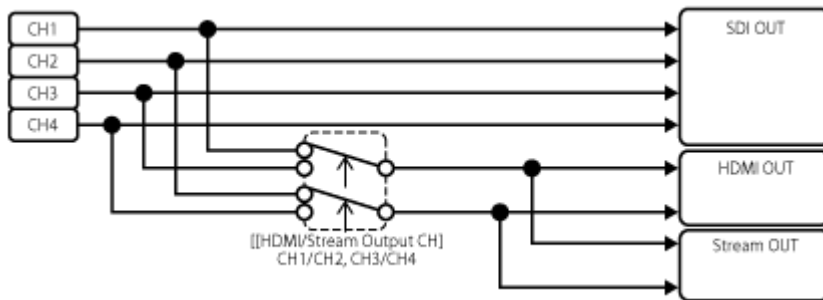 CH1
CH2
CH3
CH4
SDI OUT
HDMI OUT
Stream OUT
[[HDMI/Stream Output CH]
CH1/CH2, CH3/CH4